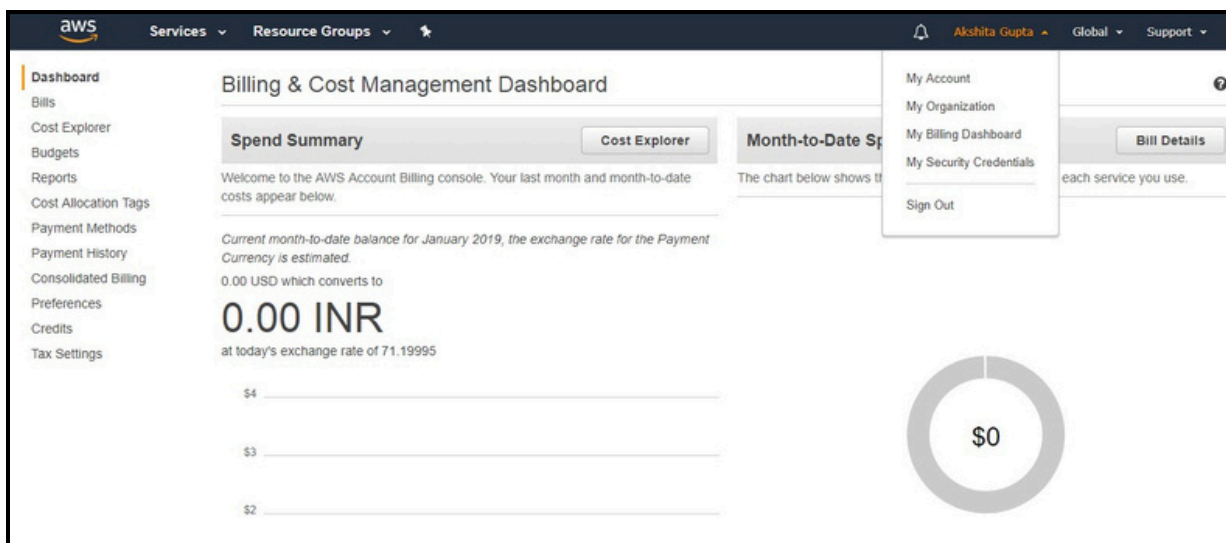 aws
Services
Resource Groups
Akshita Gupta
Global
Support
Dashboard
Bills
Cost Explorer
Budgets
Reports
Cost Allocation Tags
Payment Methods
Payment History
Consolidated Billing
Preferences
Credits
Tax Settings
Billing & Cost Management Dashboard
My Account
My Organization
My Billing Dashboard
My Security Credentials
Sign Out
Spend Summary
Cost Explorer
Welcome to the AWS Account Billing console. Your last month and month-to-date
costs appear below.
Current month-to-date balance for January 2019, the exchange rate for the Payment
Currency is estimated.
0.00 USD which converts to
0.00 INR
at today's exchange rate of 71.19995
$4
$3
$2
Month-to-Date Sp
Bill Details
The chart below shows th
each service you use.
$0